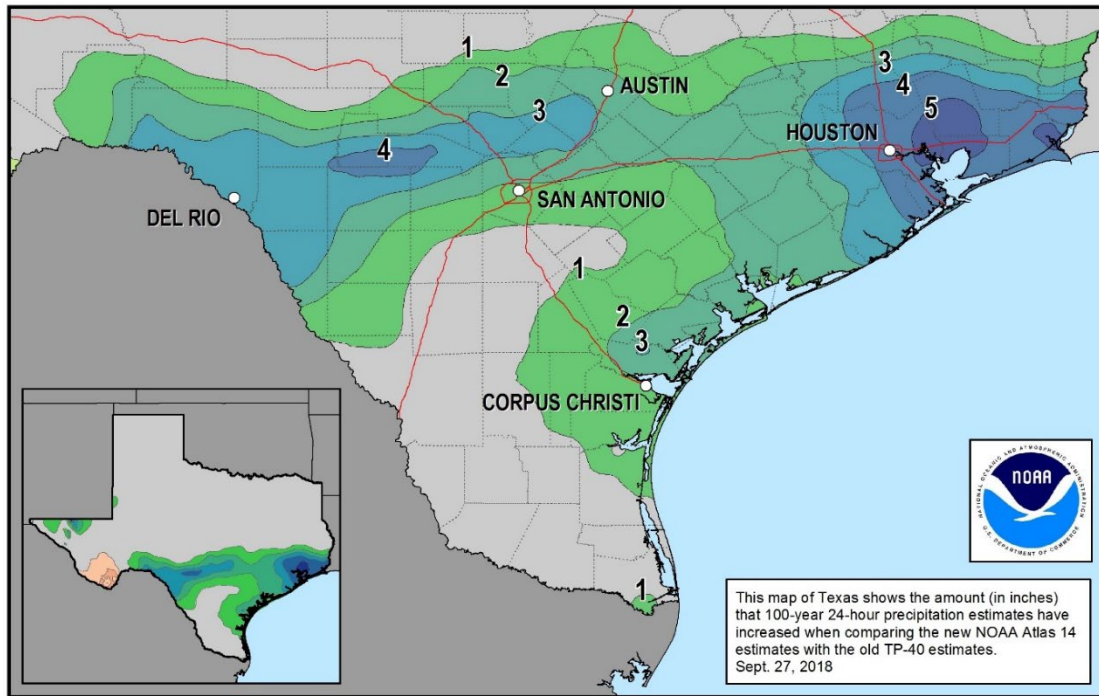 1
2
3
4
AUSTIN
3
4
5
HOUSTON
DEL RIO
SAN ANTONIO
1
2
3
CORPUS CHRISTI
1
NATIONAL OCEANIC AND ATMOSPHERIC ADMINISTRATION
NOAA
U.S. DEPARTMENT OF COMMERCE
This map of Texas shows the amount (in inches)
that 100-year 24-hour precipitation estimates have
increased when comparing the new NOAA Atlas 14
estimates with the old TP-40 estimates.
Sept. 27, 2018